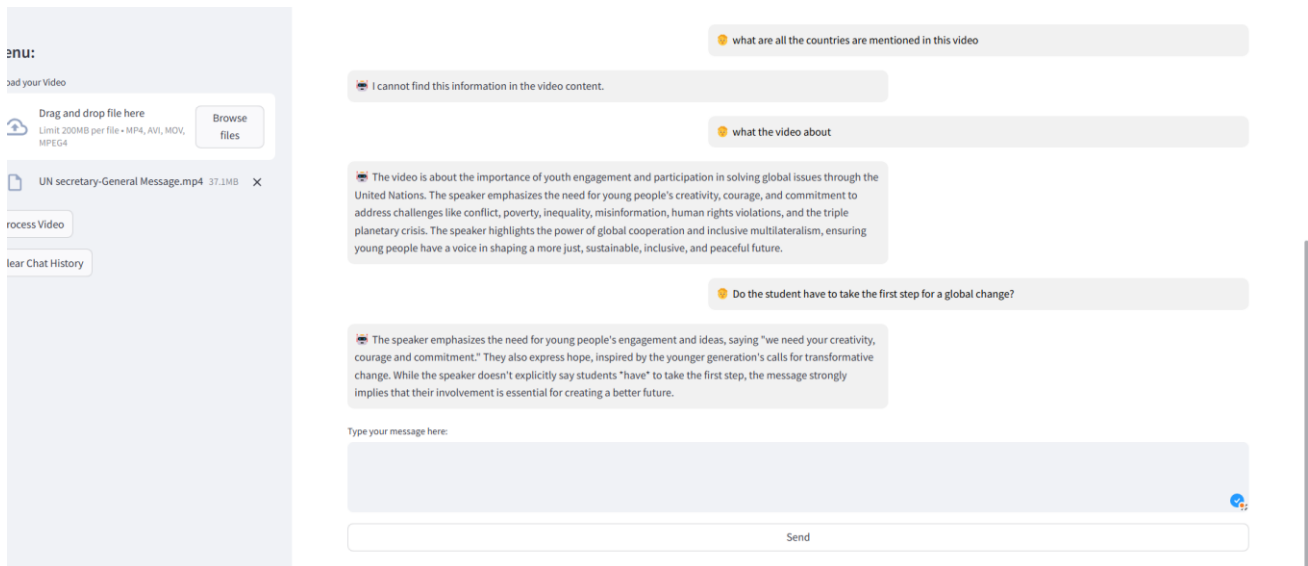 enu:
oad your Video
Drag and drop file here
Limit 200MB per file • MP4, AVI, MOV,
MPEG4
Browse
files
UN secretary-General Message.mp4 37.1MB
rocess Video
lear Chat History
what are all the countries are mentioned in this video
I cannot find this information in the video content.
what the video about
The video is about the importance of youth engagement and participation in solving global issues through the
United Nations. The speaker emphasizes the need for young people's creativity, courage, and commitment to
address challenges like conflict, poverty, inequality, misinformation, human rights violations, and the triple
planetary crisis. The speaker highlights the power of global cooperation and inclusive multilateralism, ensuring
young people have a voice in shaping a more just, sustainable, inclusive, and peaceful future.
Do the student have to take the first step for a global change?
The speaker emphasizes the need for young people's engagement and ideas, saying "we need your creativity,
courage and commitment." They also express hope, inspired by the younger generation's calls for transformative
change. While the speaker doesn't explicitly say students *have* to take the first step, the message strongly
implies that their involvement is essential for creating a better future.
Type your message here:
Send